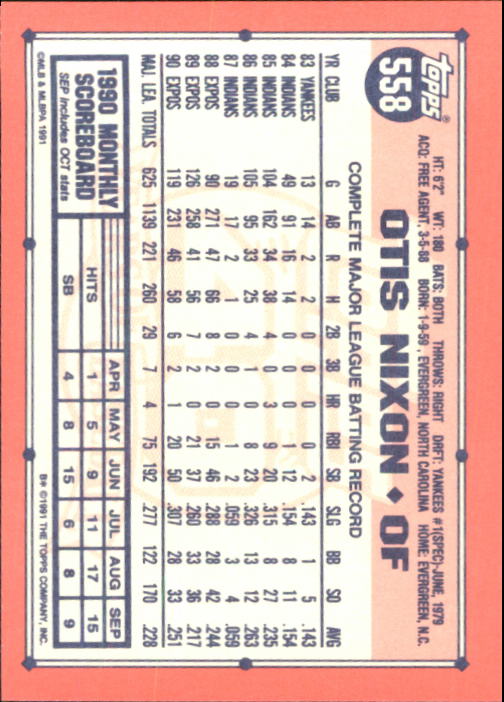 topps®
558
HT: 6'2" WT: 180 BATS: BOTH THROWS: RIGHT DRFT: YANKEES #1(SPEC)-JUNE, 1979
ACQ: FREE AGENT, 3-5-88 BORN: 1-9-59, EVERGREEN, NORTH CAROLINA HOME: EVERGREEN, N.C.
OTIS NIXON ◆ OF
COMPLETE MAJOR LEAGUE BATTING RECORD
YR CLUB G AB R H 2B 3B HR RBI SB SLG BB SO AVG
83 YANKEES 13 14 2 2 0 0 0 0 2 .143 1 5 .143
84 INDIANS 49 91 16 14 0 0 0 1 12 .154 8 11 .154
85 INDIANS 104 162 34 38 4 0 3 9 20 .315 8 27 .235
86 INDIANS 105 95 33 25 4 1 0 8 23 .326 13 12 .263
87 INDIANS 19 17 2 1 0 0 0 1 2 .059 3 4 .059
88 EXPOS 90 271 47 66 8 2 0 15 46 .288 28 42 .244
89 EXPOS 126 258 41 56 7 2 0 21 37 .260 33 36 .217
90 EXPOS 119 231 46 58 6 2 1 20 50 .307 28 33 .251
MAJ. LEA. TOTALS 625 1139 221 260 29 7 4 75 192 .277 122 170 .228
1990 MONTHLY
SCOREBOARD
SEP includes OCT stats
APR MAY JUN JUL AUG SEP
HITS 1 5 9 11 17 15
SB 4 8 15 6 8 9
©MLB & MLBPA 1991
B* ©1991 THE TOPPS COMPANY, INC.